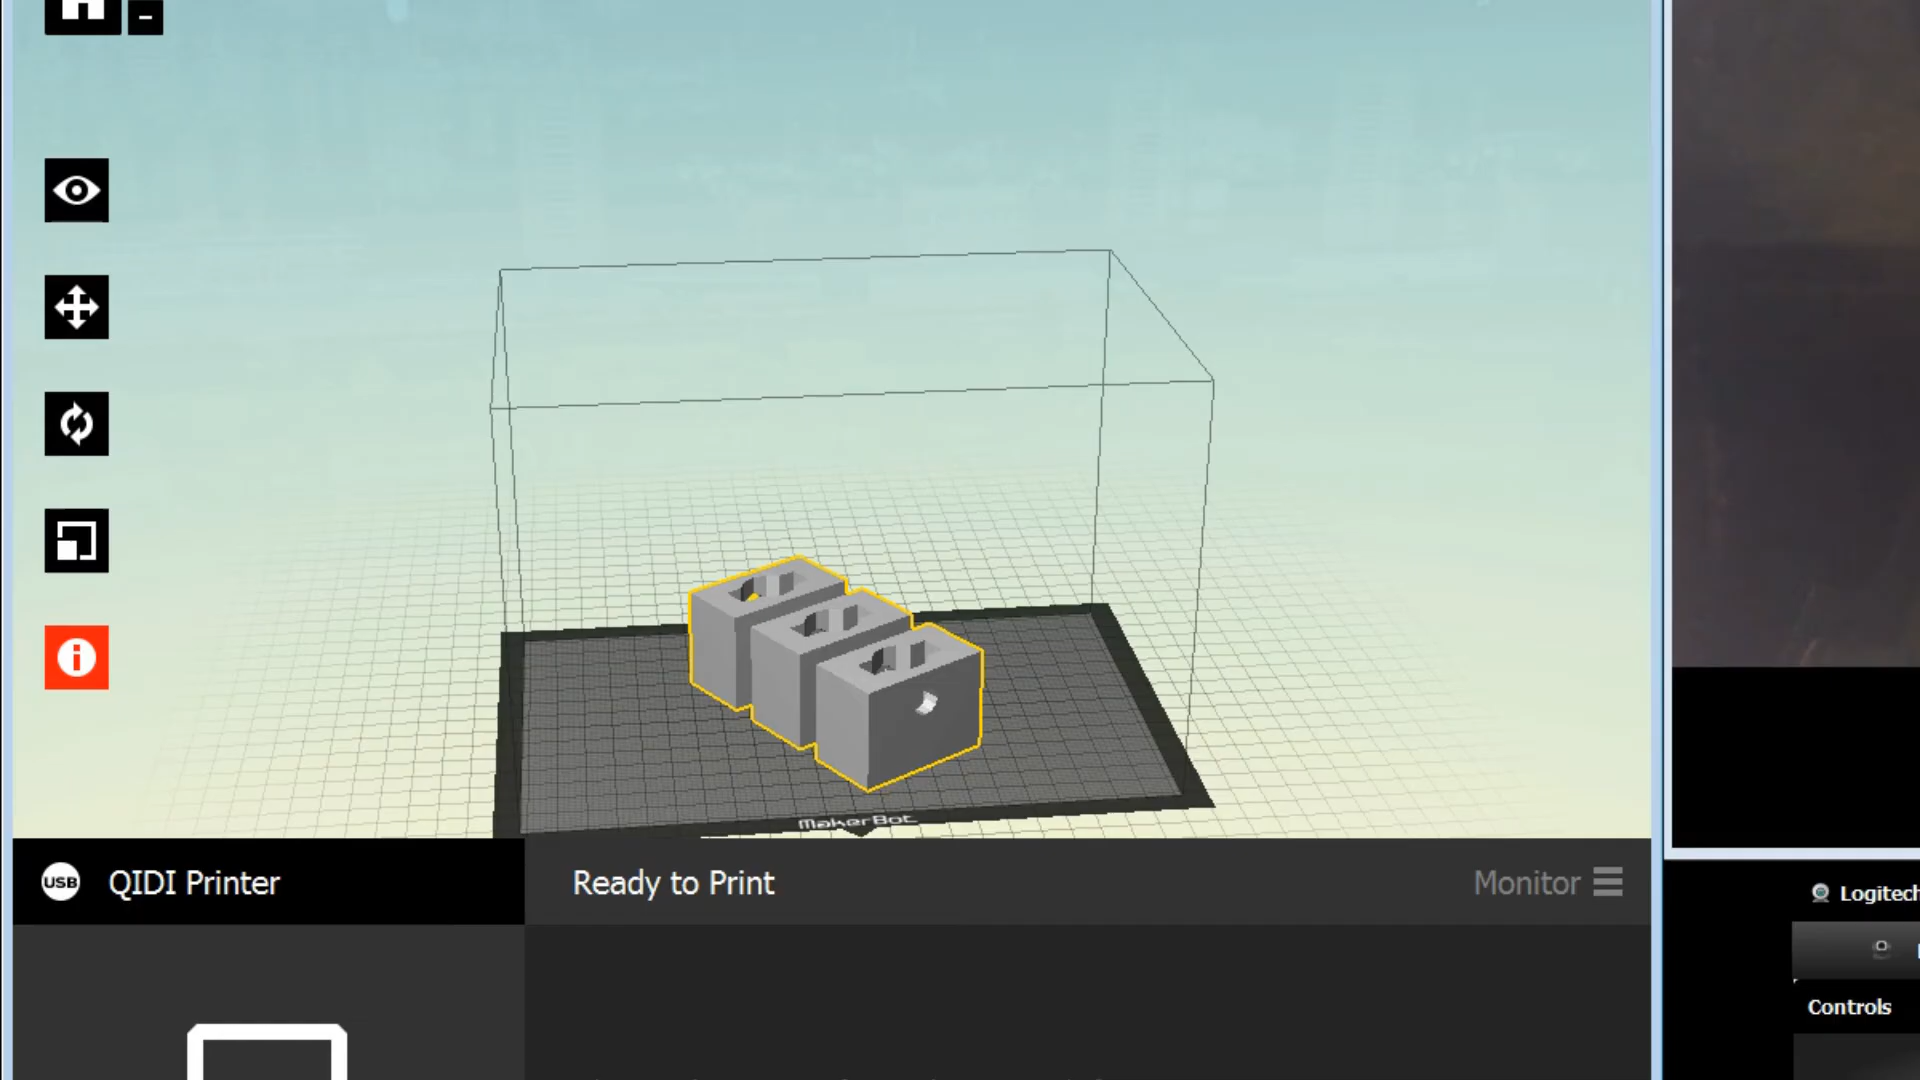 MakerBot
USB QIDI Printer
Ready to Print
Monitor
Logitech
Controls